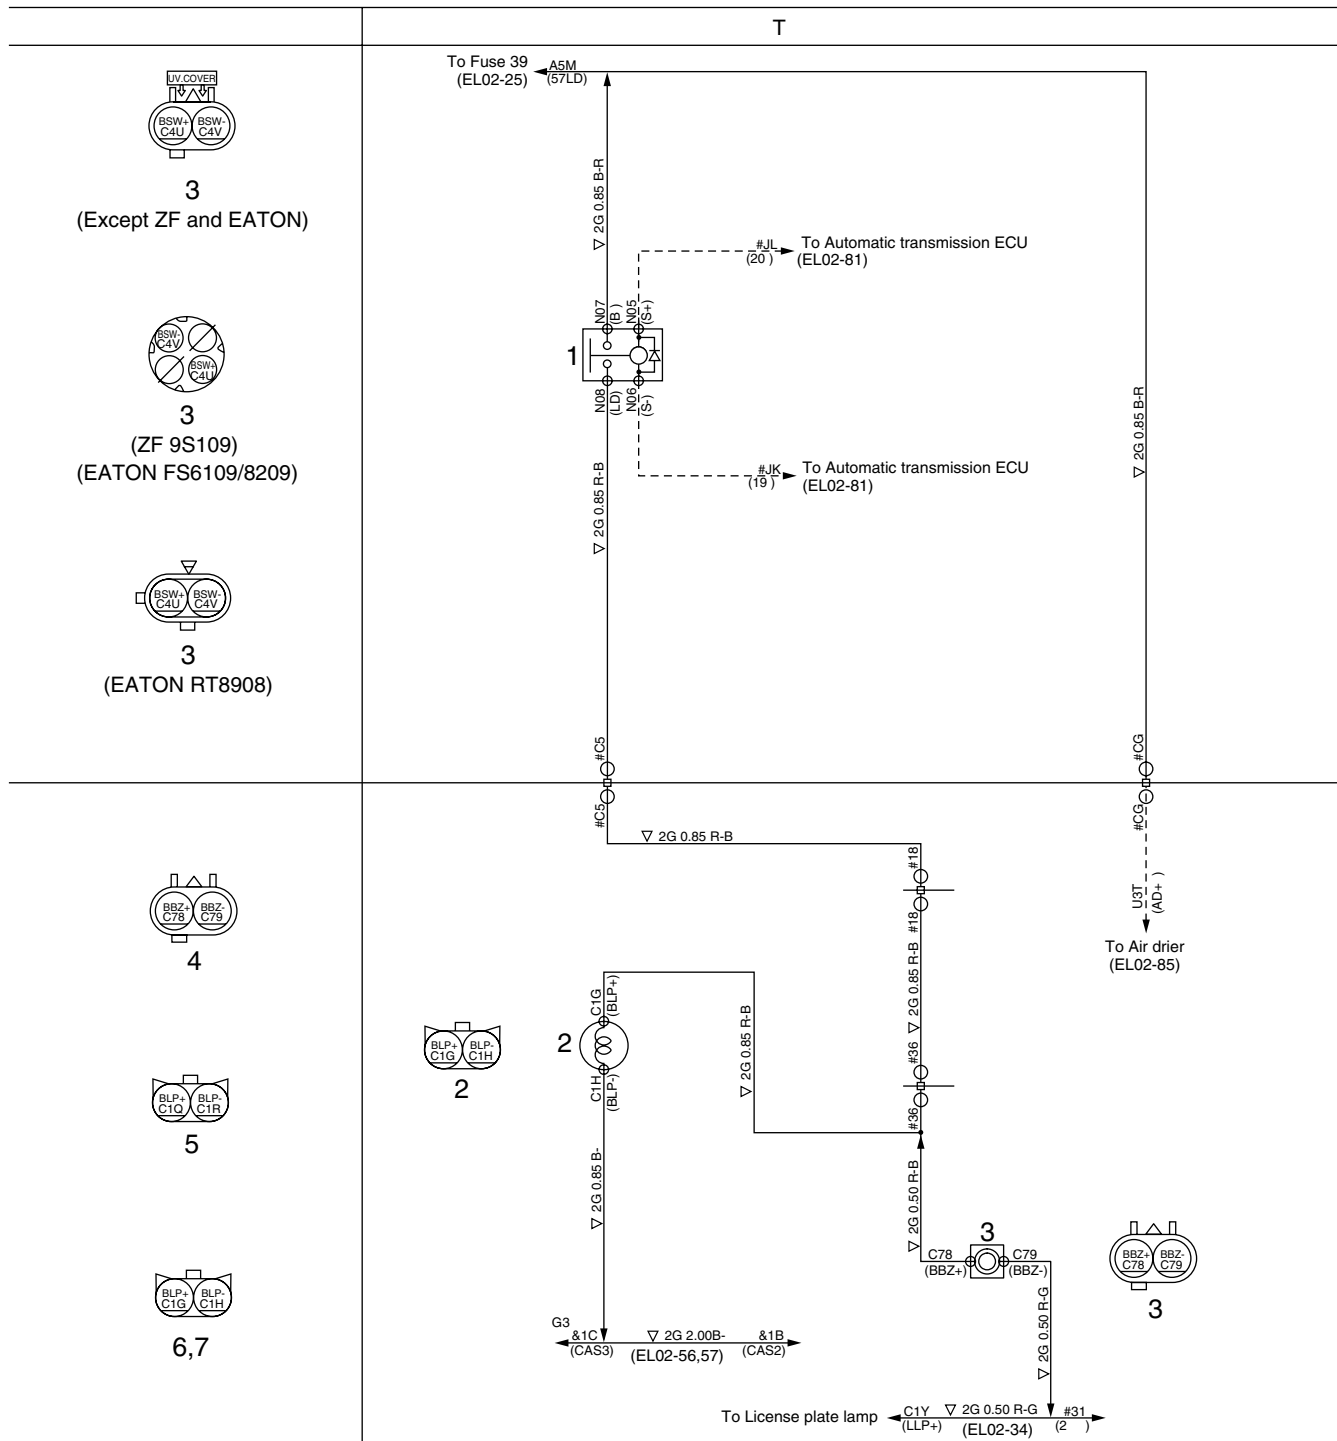 T
UV.COVER
BSW+ BSW-
C4U C4V
3
(Except ZF and EATON)
BSW-
C4V
BSW+
C4U
3
(ZF 9S109)
(EATON FS6109/8209)
BSW+ BSW-
C4U C4V
3
(EATON RT8908)
To Fuse 39
(EL02-25)
A5M
(57LD)
▽ 2G 0.85 B-R
#JL
(20 )
To Automatic transmission ECU
(EL02-81)
N07
(B )
N05
(S+)
1
N08
(LD)
N06
(S-)
#JK
(19 )
To Automatic transmission ECU
(EL02-81)
▽ 2G 0.85 R-B
▽ 2G 0.85 B-R
#C5
#CG
#C5
#CG
▽ 2G 0.85 R-B
#18
#18
U3T
(AD+ )
To Air drier
(EL02-85)
BBZ+ BBZ-
C78 C79
4
BLP+ BLP-
C1Q C1R
5
BLP+ BLP-
C1G C1H
6,7
BLP+ BLP-
C1G C1H
2
C1G
(BLP+)
2
C1H
(BLP-)
▽ 2G 0.85 R-B
▽ 2G 0.85 R-B
#36
#36
▽ 2G 0.85 B-
▽ 2G 0.50 R-B
3
C78
(BBZ+)
C79
(BBZ-)
BBZ+ BBZ-
C78 C79
3
▽ 2G 0.50 R-G
G3
&1C ▽ 2G 2.00B- &1B
(CAS3) (EL02-56,57) (CAS2)
To License plate lamp
C1Y ▽ 2G 0.50 R-G #31
(LLP+) (EL02-34) (2 )